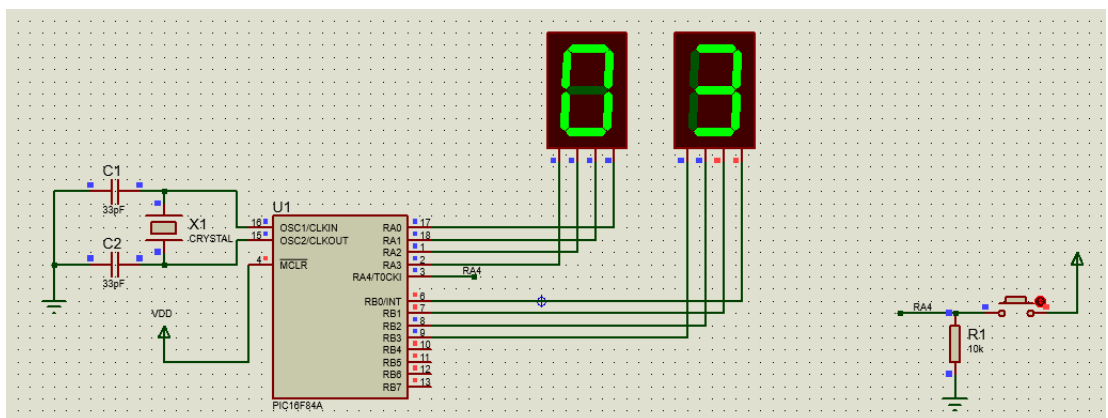 0 3
C1
33pF
X1
CRYSTAL
C2
33pF
VDD
U1
16 OSC1/CLKIN RA0 17
15 OSC2/CLKOUT RA1 18
RA2 1
4 MCLR RA3 2
RA4/T0CKI 3 RA4
RB0/INT 6
RB1 7
RB2 8
RB3 9
RB4 10
RB5 11
RB6 12
RB7 13
PIC16F84A
RA4
R1
10k